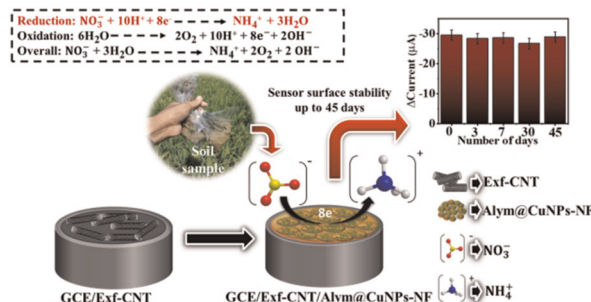 Reduction: NO₃⁻ + 10H⁺ + 8e⁻ → NH₄⁺ + 3H₂O
Oxidation: 6H₂O → 2O₂ + 10H⁺ + 8e⁻ + 2OH⁻
Overall: NO₃⁻ + 3H₂O → NH₄⁺ + 2O₂ + 2 OH⁻
Sensor surface stability
up to 45 days
Soil
sample
ΔCurrent (µA)
-30
-20
-10
0
0 3 7 30 45
Number of days
-
+
8e⁻
Exf-CNT
Alym@CuNPs-NF
- NO₃⁻
+ NH₄⁺
GCE/Exf-CNT
GCE/Exf-CNT/Alym@CuNPs-NF